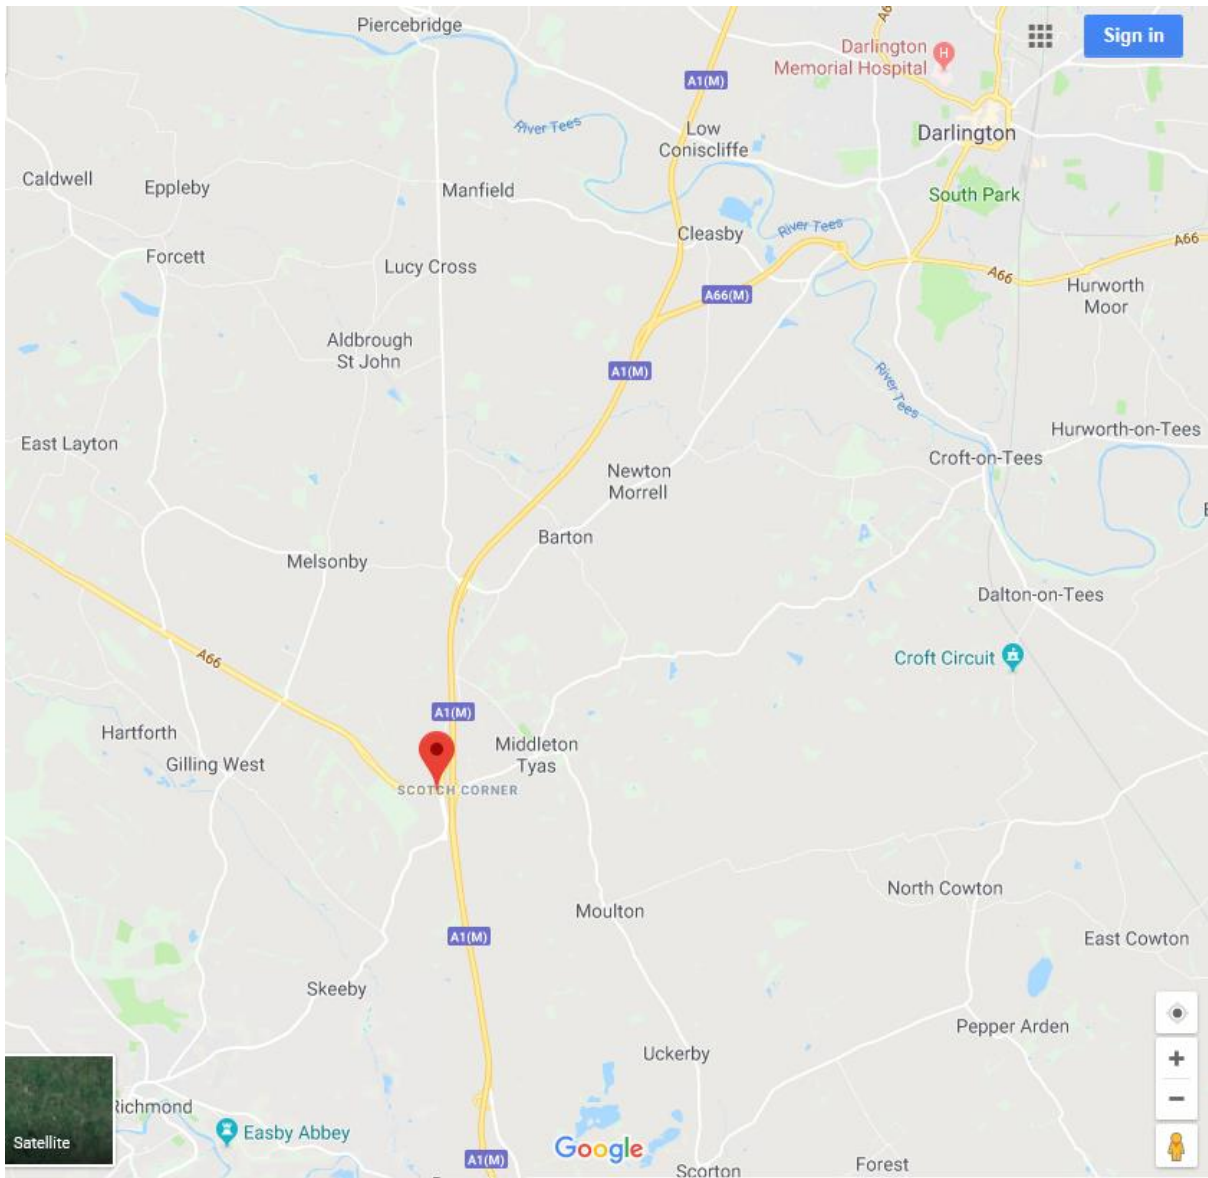 Piercebridge
Sign in
A6
Darlington
Memorial Hospital
H
A1(M)
River Tees
Low
Coniscliffe
Darlington
Caldwell
Eppleby
Manfield
South Park
Cleasby
River Tees
A66
Forcett
Lucy Cross
A66
A66(M)
Hurworth
Moor
Aldbrough
St John
A1(M)
River Tees
East Layton
Hurworth-on-Tees
Croft-on-Tees
Newton
Morrell
Barton
Melsonby
Dalton-on-Tees
A66
Croft Circuit
A1(M)
Hartforth
Middleton
Tyas
Gilling West
SCOTCH CORNER
North Cowton
Moulton
A1(M)
East Cowton
Skeeby
Pepper Arden
Uckerby
Richmond
Easby Abbey
Satellite
Google
A1(M)
Scorton
Forest